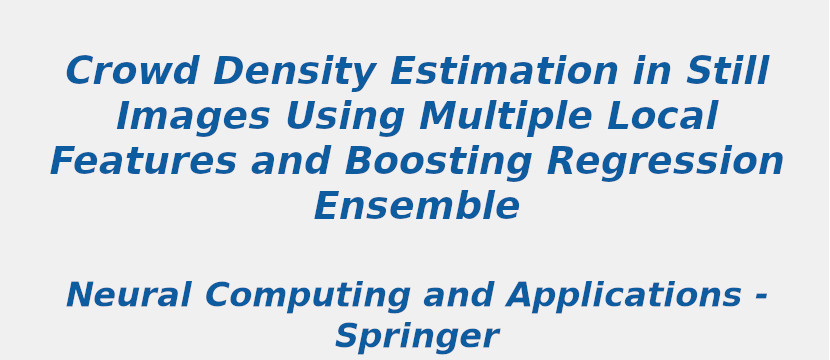 Crowd Density Estimation in Still
Images Using Multiple Local
Features and Boosting Regression
Ensemble
Neural Computing and Applications -
Springer